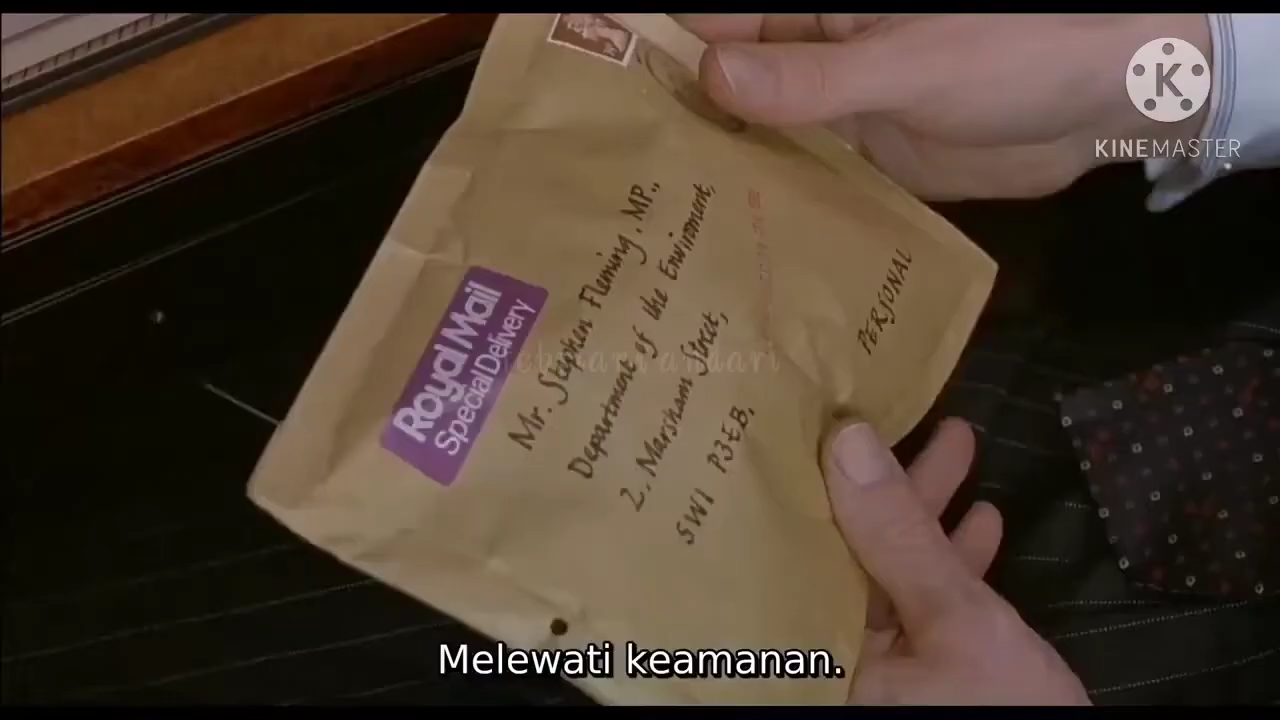 KINEMASTER
Royal Mail
Special Delivery
Mr. Stephen Fleming, MP.,
Department of the Enviroment,
2, Marsham Street,
SW1 P3EB.
PERSONAL
Melewati keamanan.